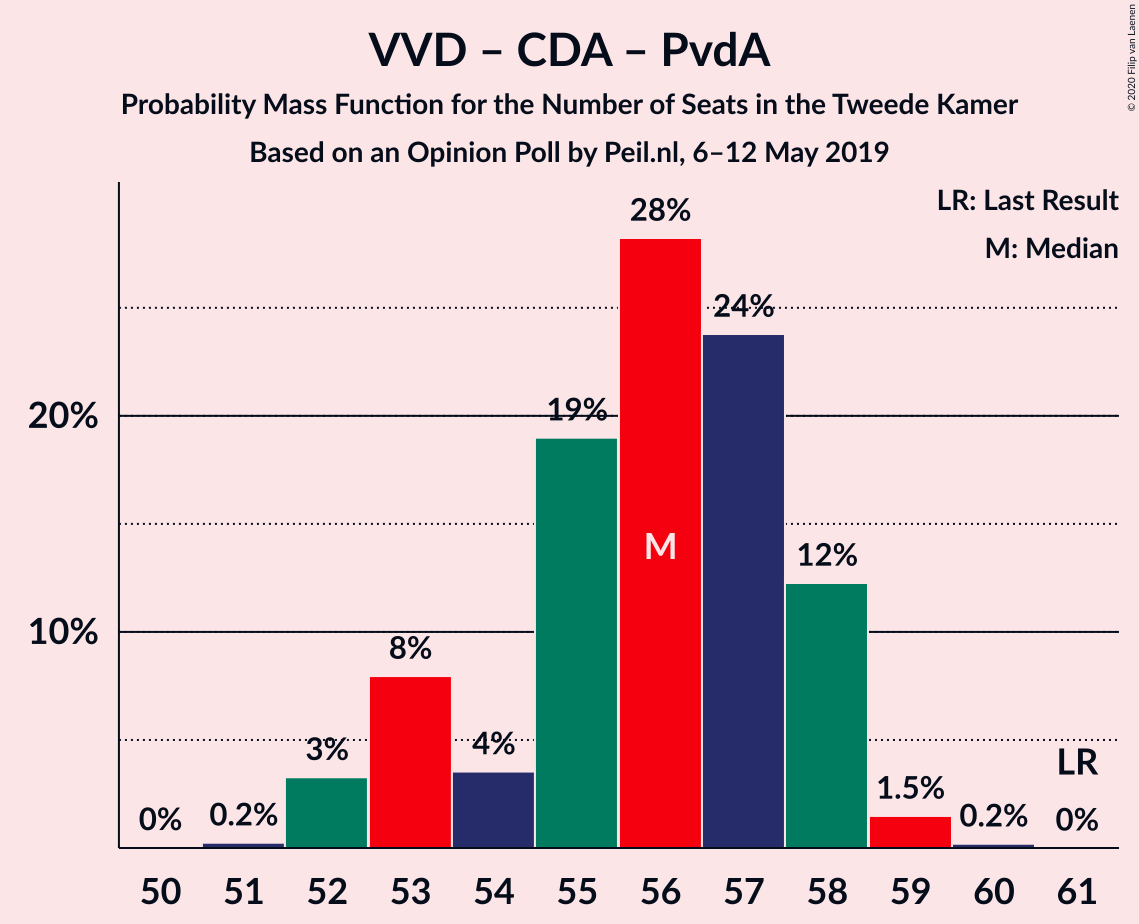 VVD – CDA – PvdA
Probability Mass Function for the Number of Seats in the Tweede Kamer
Based on an Opinion Poll by Peil.nl, 6–12 May 2019
© 2020 Filip van Laenen
LR: Last Result
M: Median
28%
24%
20%
19%
M
12%
10%
8%
3%
4%
LR
1.5%
0%
0.2%
0.2%
0%
50 51 52 53 54 55 56 57 58 59 60 61